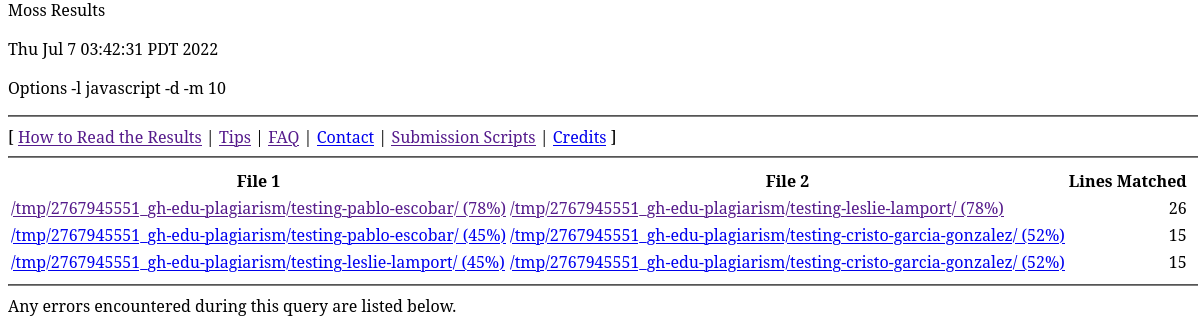 Moss Results
Thu Jul 7 03:42:31 PDT 2022
Options -l javascript -d -m 10
[ How to Read the Results | Tips | FAQ | Contact | Submission Scripts | Credits ]
File 1 File 2 Lines Matched
/tmp/2767945551_gh-edu-plagiarism/testing-pablo-escobar/ (78%) /tmp/2767945551_gh-edu-plagiarism/testing-leslie-lamport/ (78%) 26
/tmp/2767945551_gh-edu-plagiarism/testing-pablo-escobar/ (45%) /tmp/2767945551_gh-edu-plagiarism/testing-cristo-garcia-gonzalez/ (52%) 15
/tmp/2767945551_gh-edu-plagiarism/testing-leslie-lamport/ (45%) /tmp/2767945551_gh-edu-plagiarism/testing-cristo-garcia-gonzalez/ (52%) 15
Any errors encountered during this query are listed below.